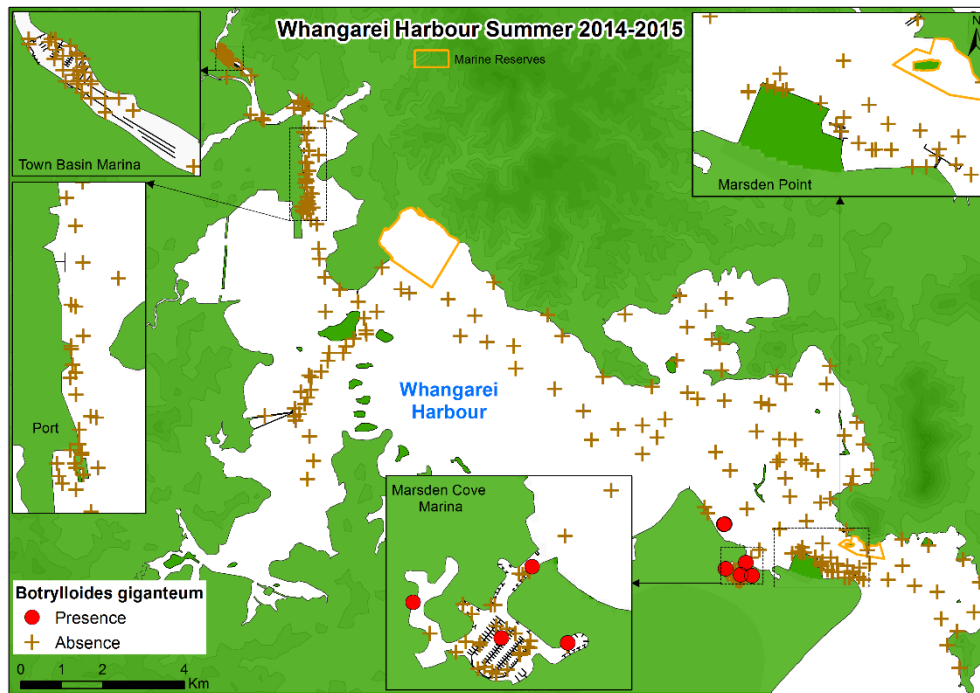 Whangarei Harbour Summer 2014-2015
Marine Reserves
N
Town Basin Marina
Marsden Point
Port
Whangarei
Harbour
Marsden Cove
Marina
Botrylloides giganteum
Presence
Absence
0 1 2 4
Km